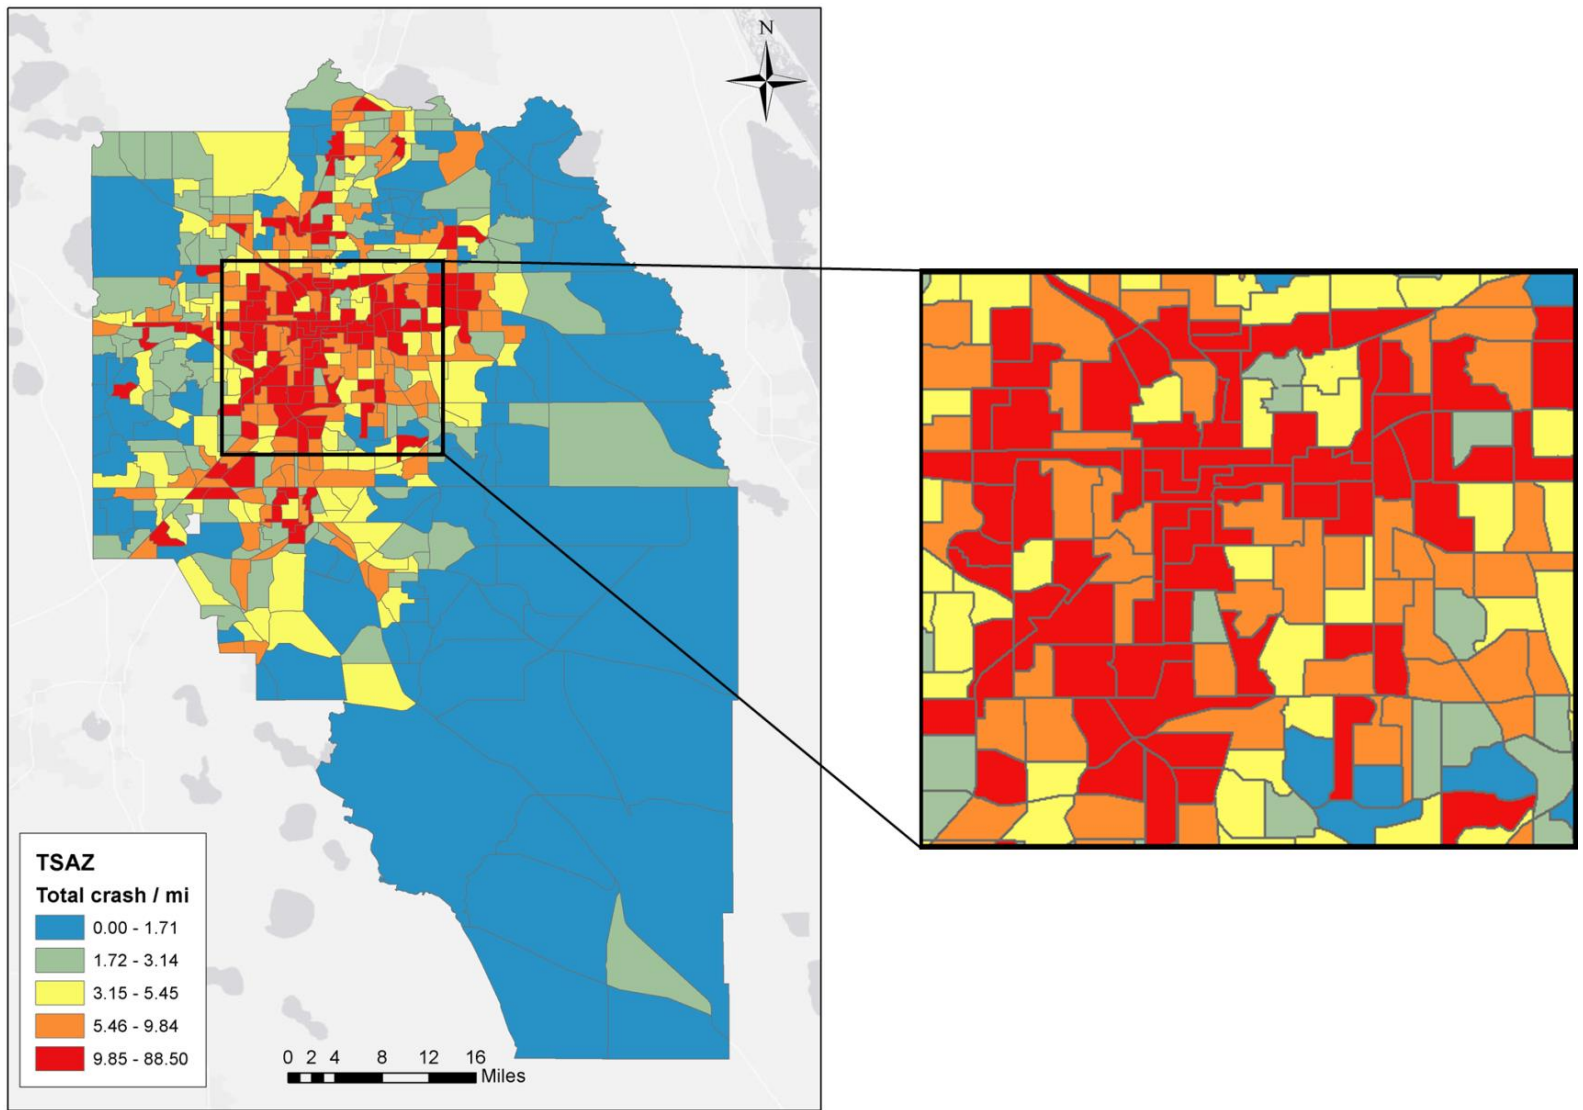 N
TSAZ
Total crash / mi
0.00 - 1.71
1.72 - 3.14
3.15 - 5.45
5.46 - 9.84
9.85 - 88.50
0 2 4 8 12 16
Miles